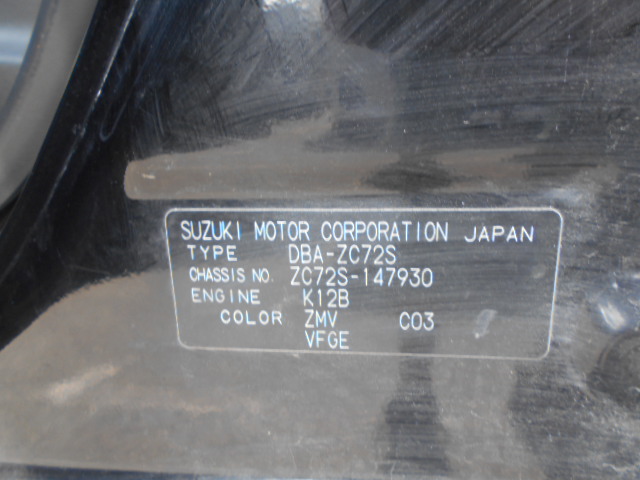 SUZUKI MOTOR CORPORATION JAPAN
TYPE DBA-ZC72S
CHASSIS NO. ZC72S-147930
ENGINE K12B
COLOR ZMV C03
VFGE